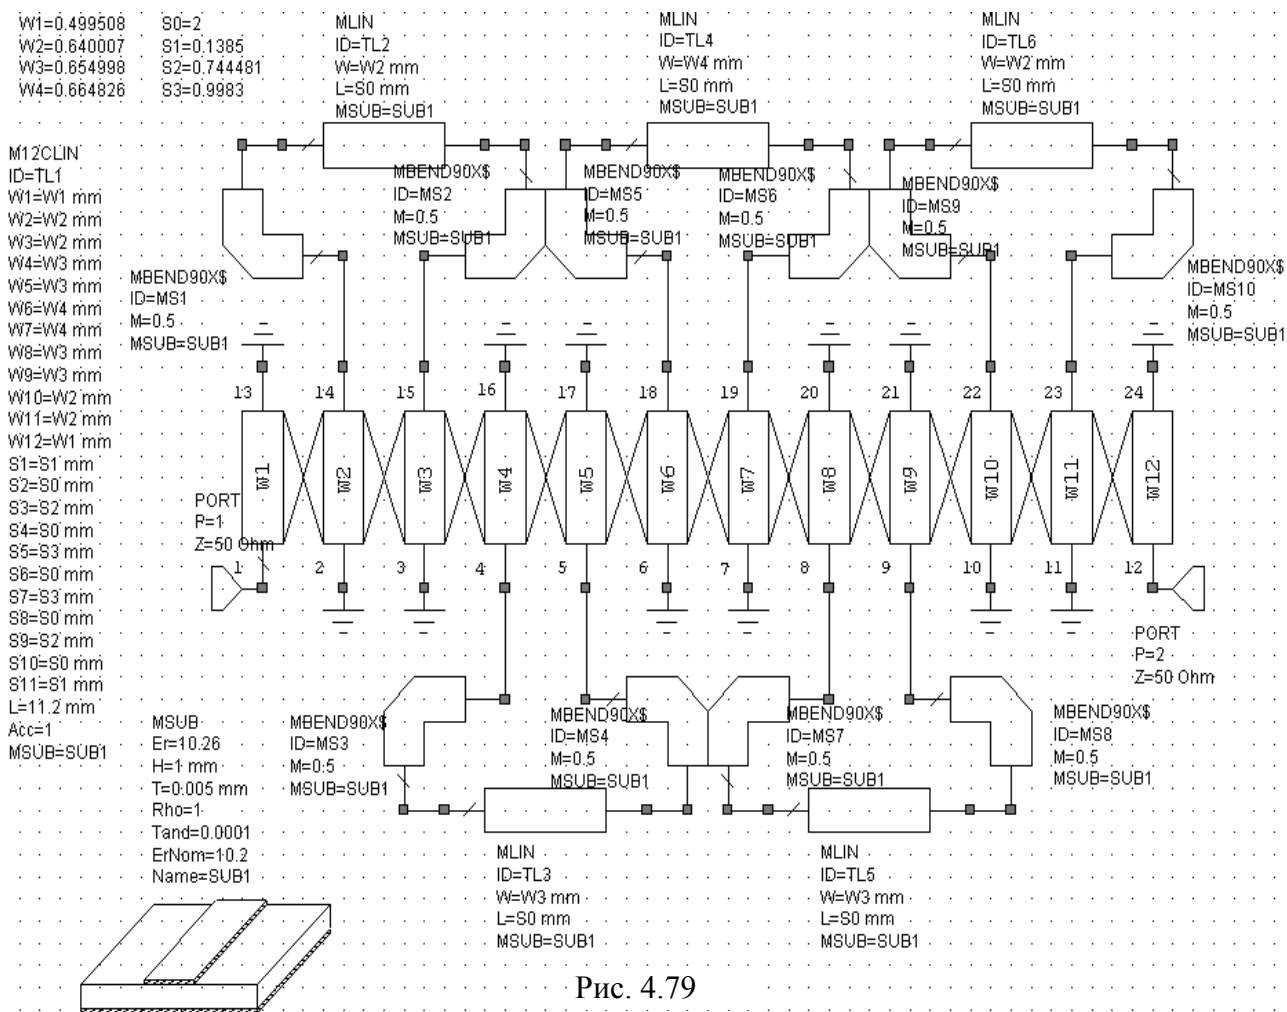 W1=0.499508
W2=0.640007
W3=0.654998
W4=0.664826
S0=2
S1=0.1385
S2=0.744481
S3=0.9983
MLIN
ID=TL2
W=W2 mm
L=S0 mm
MSUB=SUB1
MLIN
ID=TL4
W=W4 mm
L=S0 mm
MSUB=SUB1
MLIN
ID=TL6
W=W2 mm
L=S0 mm
MSUB=SUB1
M12CLIN
ID=TL1
W1=W1 mm
W2=W2 mm
W3=W2 mm
W4=W3 mm
W5=W3 mm
W6=W4 mm
W7=W4 mm
W8=W3 mm
W9=W3 mm
W10=W2 mm
W11=W2 mm
W12=W1 mm
S1=S1 mm
S2=S0 mm
S3=S2 mm
S4=S0 mm
S5=S3 mm
S6=S0 mm
S7=S3 mm
S8=S0 mm
S9=S2 mm
S10=S0 mm
S11=S1 mm
L=11.2 mm
Acc=1
MSUB=SUB1
MBEND90X$
ID=MS1
M=0.5
MSUB=SUB1
MBEND90X$
ID=MS2
M=0.5
MSUB=SUB1
MBEND90X$
ID=MS5
M=0.5
MSUB=SUB1
MBEND90X$
ID=MS6
M=0.5
MSUB=SUB1
MBEND90X$
ID=MS9
M=0.5
MSUB=SUB1
MBEND90X$
ID=MS10
M=0.5
MSUB=SUB1
13 14 15 16 17 18 19 20 21 22 23 24
W1 W2 W3 W4 W5 W6 W7 W8 W9 W10 W11 W12
PORT
P=1
Z=50 Ohm
1 2 3 4 5 6 7 8 9 10 11 12
PORT
P=2
Z=50 Ohm
MSUB
Er=10.26
H=1 mm
T=0.005 mm
Rho=1
Tand=0.0001
ErNom=10.2
Name=SUB1
MBEND90X$
ID=MS3
M=0.5
MSUB=SUB1
MBEND90X$
ID=MS4
M=0.5
MSUB=SUB1
MBEND90X$
ID=MS7
M=0.5
MSUB=SUB1
MBEND90X$
ID=MS8
M=0.5
MSUB=SUB1
MLIN
ID=TL3
W=W3 mm
L=S0 mm
MSUB=SUB1
MLIN
ID=TL5
W=W3 mm
L=S0 mm
MSUB=SUB1
Рис. 4.79